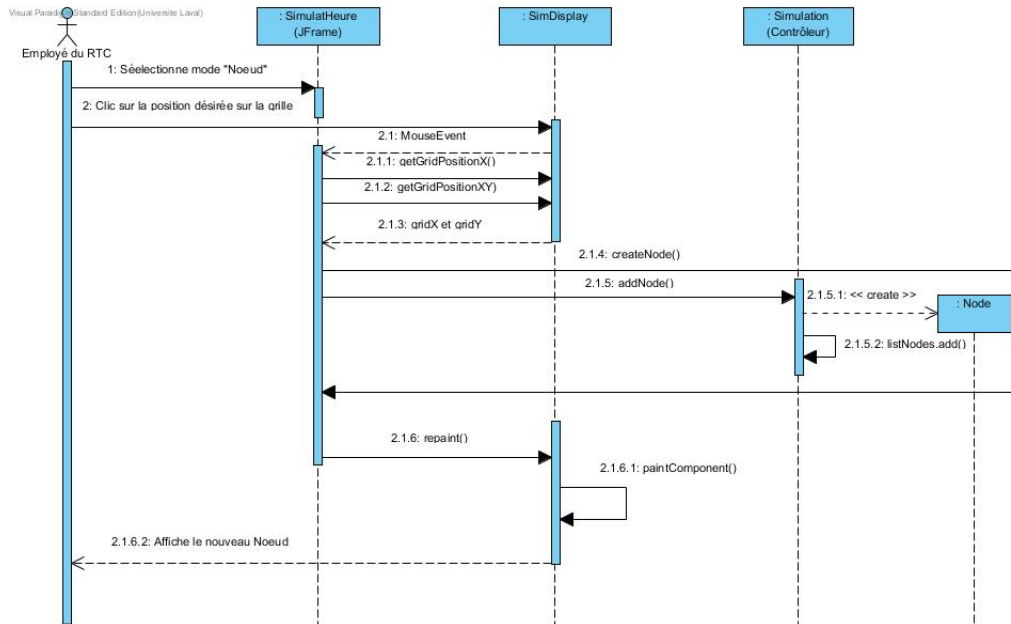 Visual Paradigm Standard Edition(Universite Laval)
: SimulatHeure
(JFrame)
: SimDisplay
: Simulation
(Contrôleur)
Employé du RTC
1: Séelectionne mode "Noeud"
2: Clic sur la position désirée sur la grille
2.1: MouseEvent
2.1.1: getGridPositionX()
2.1.2: getGridPositionXY)
2.1.3: gridX et gridY
2.1.4: createNode()
2.1.5: addNode()
2.1.5.1: << create >>
: Node
2.1.5.2: listNodes.add()
2.1.6: repaint()
2.1.6.1: paintComponent()
2.1.6.2: Affiche le nouveau Noeud